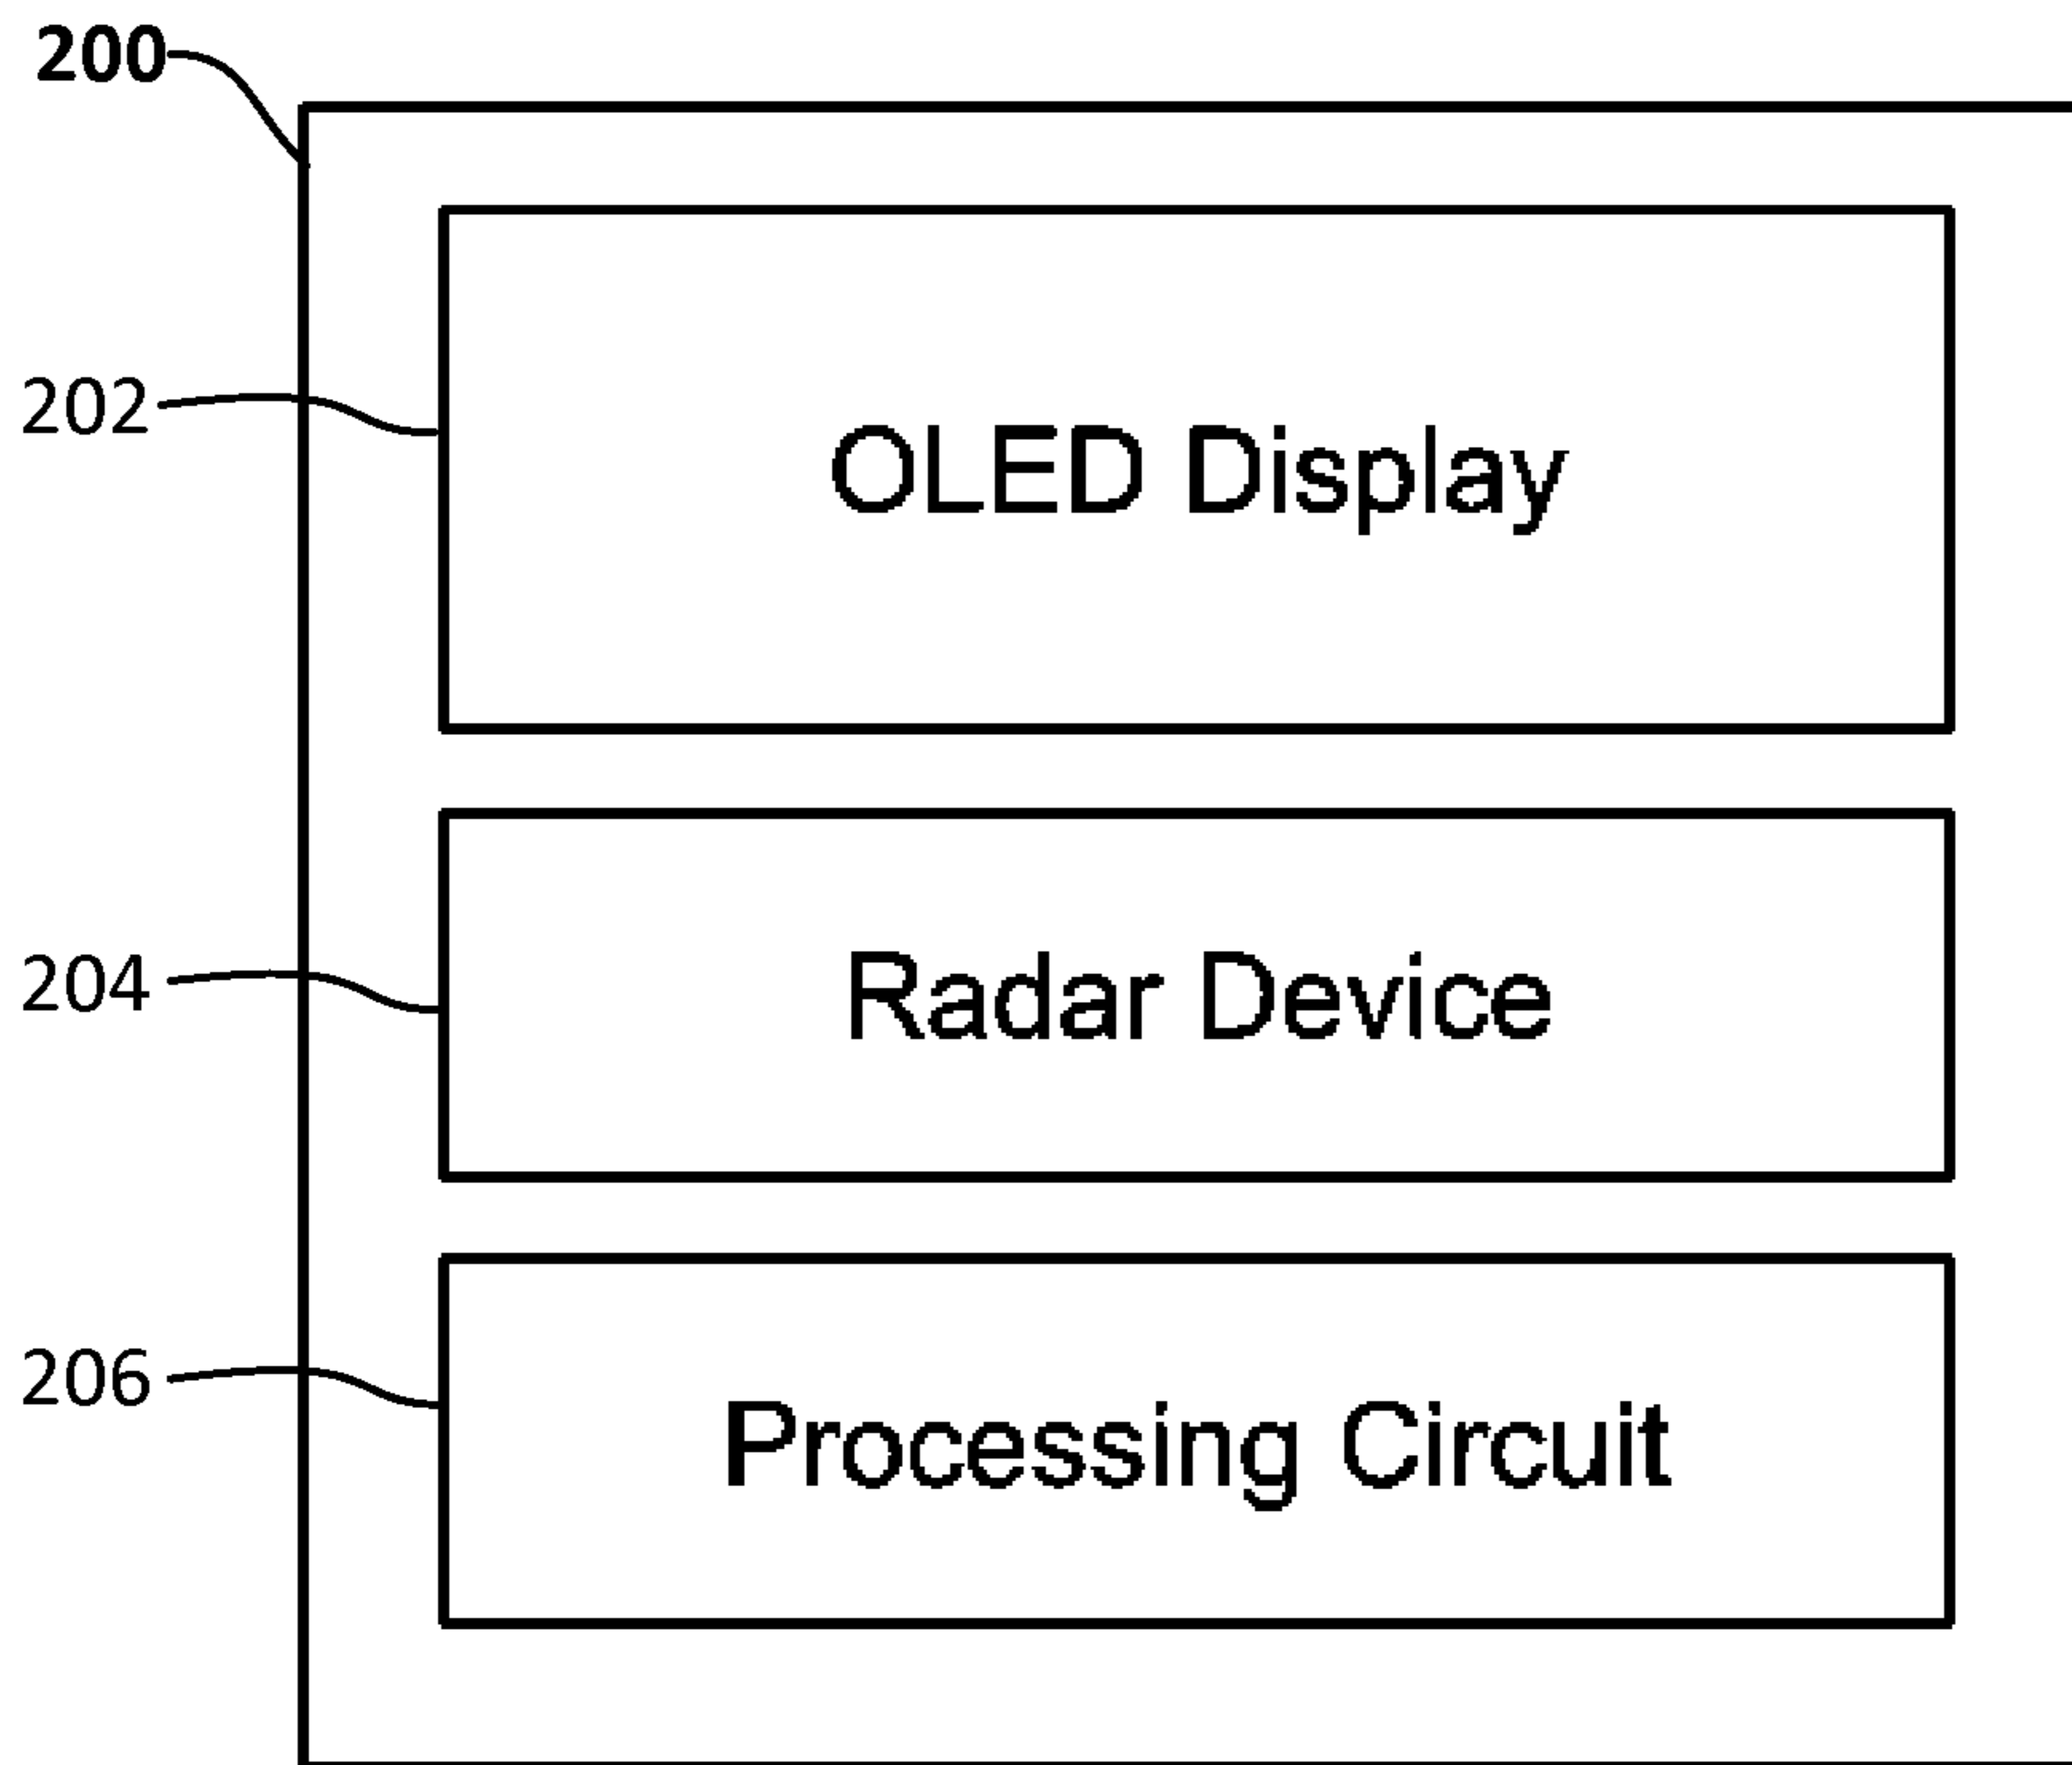 200
202
OLED Display
204
Radar Device
206
Processing Circuit